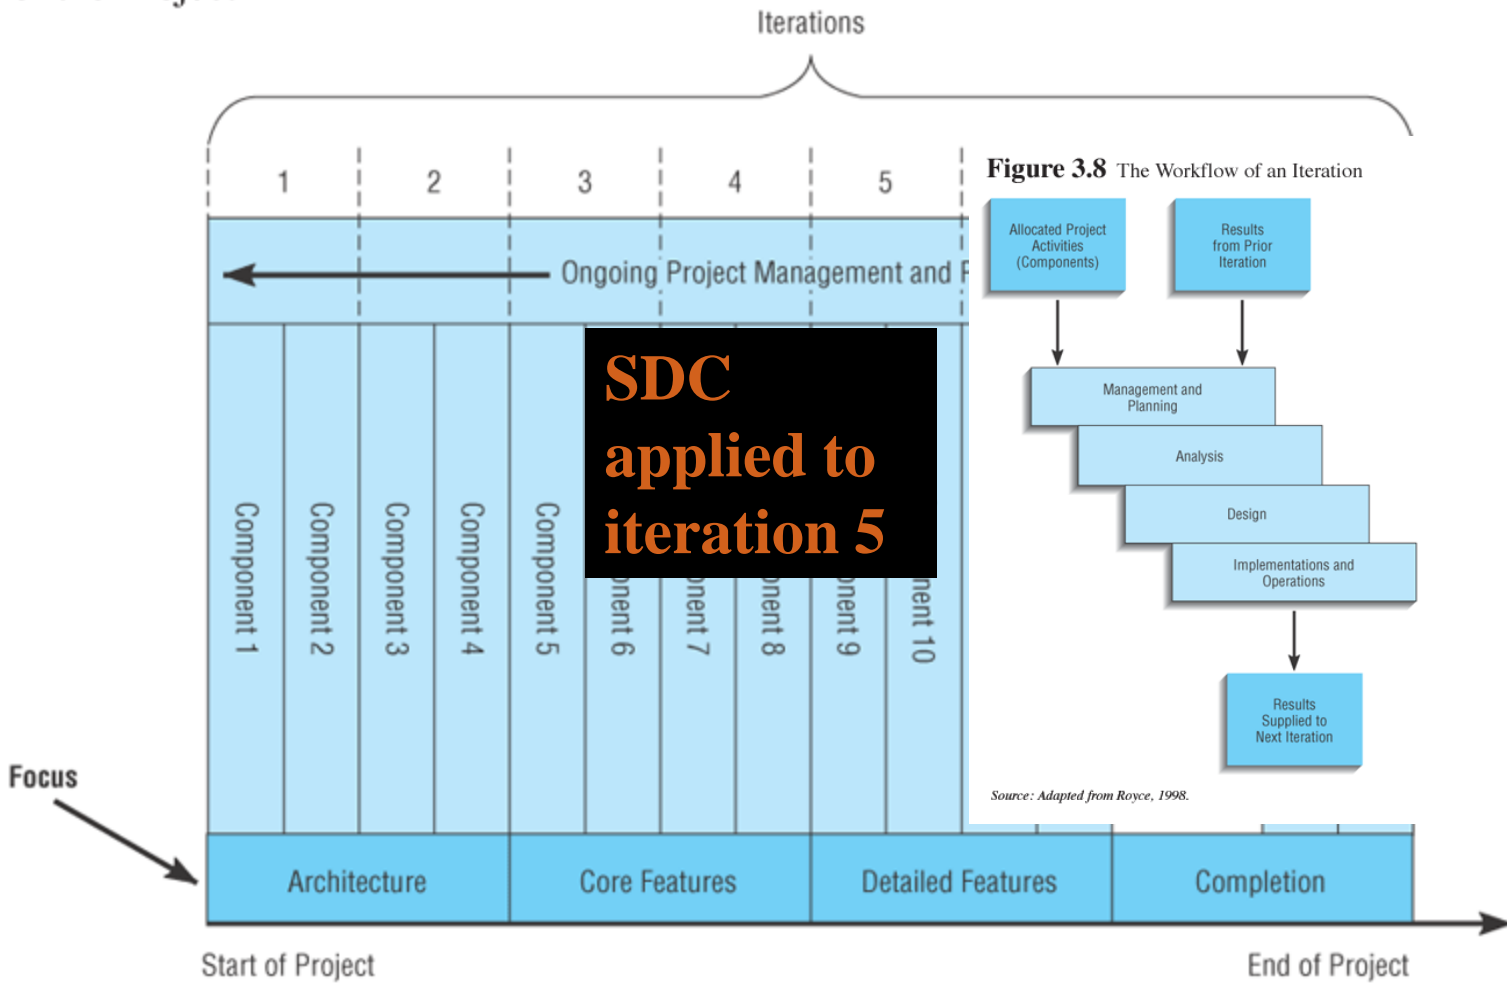 Iterations
1
2
3
4
5
Figure 3.8 The Workflow of an Iteration
Allocated Project
Activities
(Components)
Results
from Prior
Iteration
Ongoing Project Management and
SDC
applied to
iteration 5
Management and
Planning
Analysis
Design
Implementations and
Operations
Results
Supplied to
Next Iteration
Source: Adapted from Royce, 1998.
Component 1
Component 2
Component 3
Component 4
Component 5
onent 6
onent 7
onent 8
onent 9
nent 10
Focus
Architecture
Core Features
Detailed Features
Completion
Start of Project
End of Project